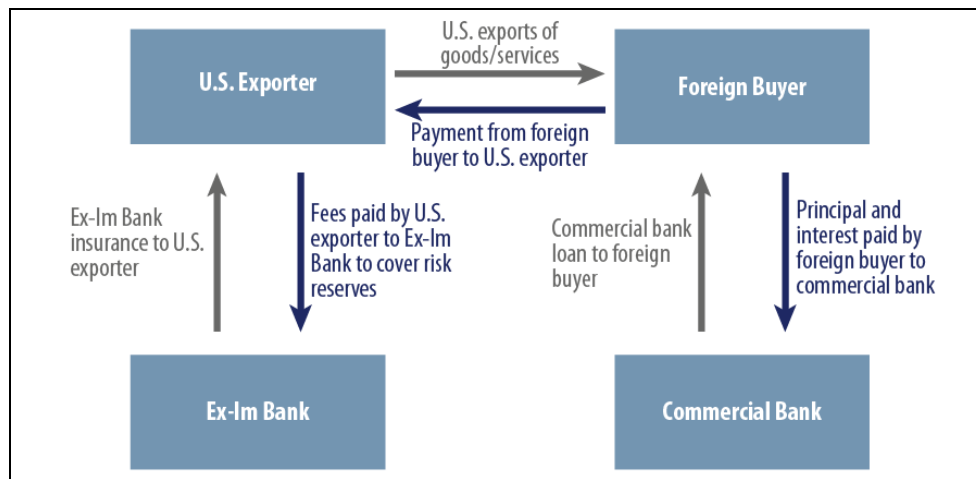 U.S. Exporter
U.S. exports of
goods/services
Foreign Buyer
Payment from foreign
buyer to U.S. exporter
Ex-Im Bank
insurance to U.S.
exporter
Fees paid by U.S.
exporter to Ex-Im
Bank to cover risk
reserves
Commercial bank
loan to foreign
buyer
Principal and
interest paid by
foreign buyer to
commercial bank
Ex-Im Bank
Commercial Bank